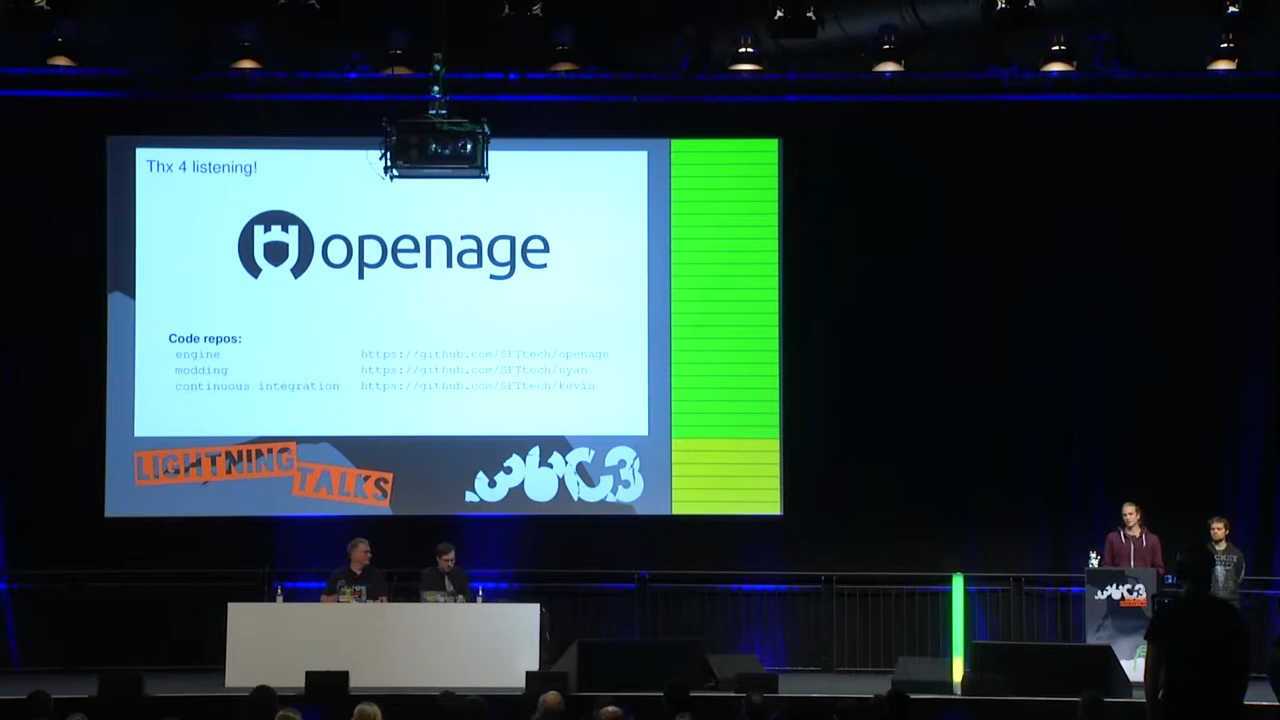 Thx 4 listening!
openage
Code repos:
engine https://github.com/SFTtech/openage
modding https://github.com/SFTtech/nyan
continuous integration https://github.com/SFTtech/kevin
LIGHTNING
TALKS
36C3